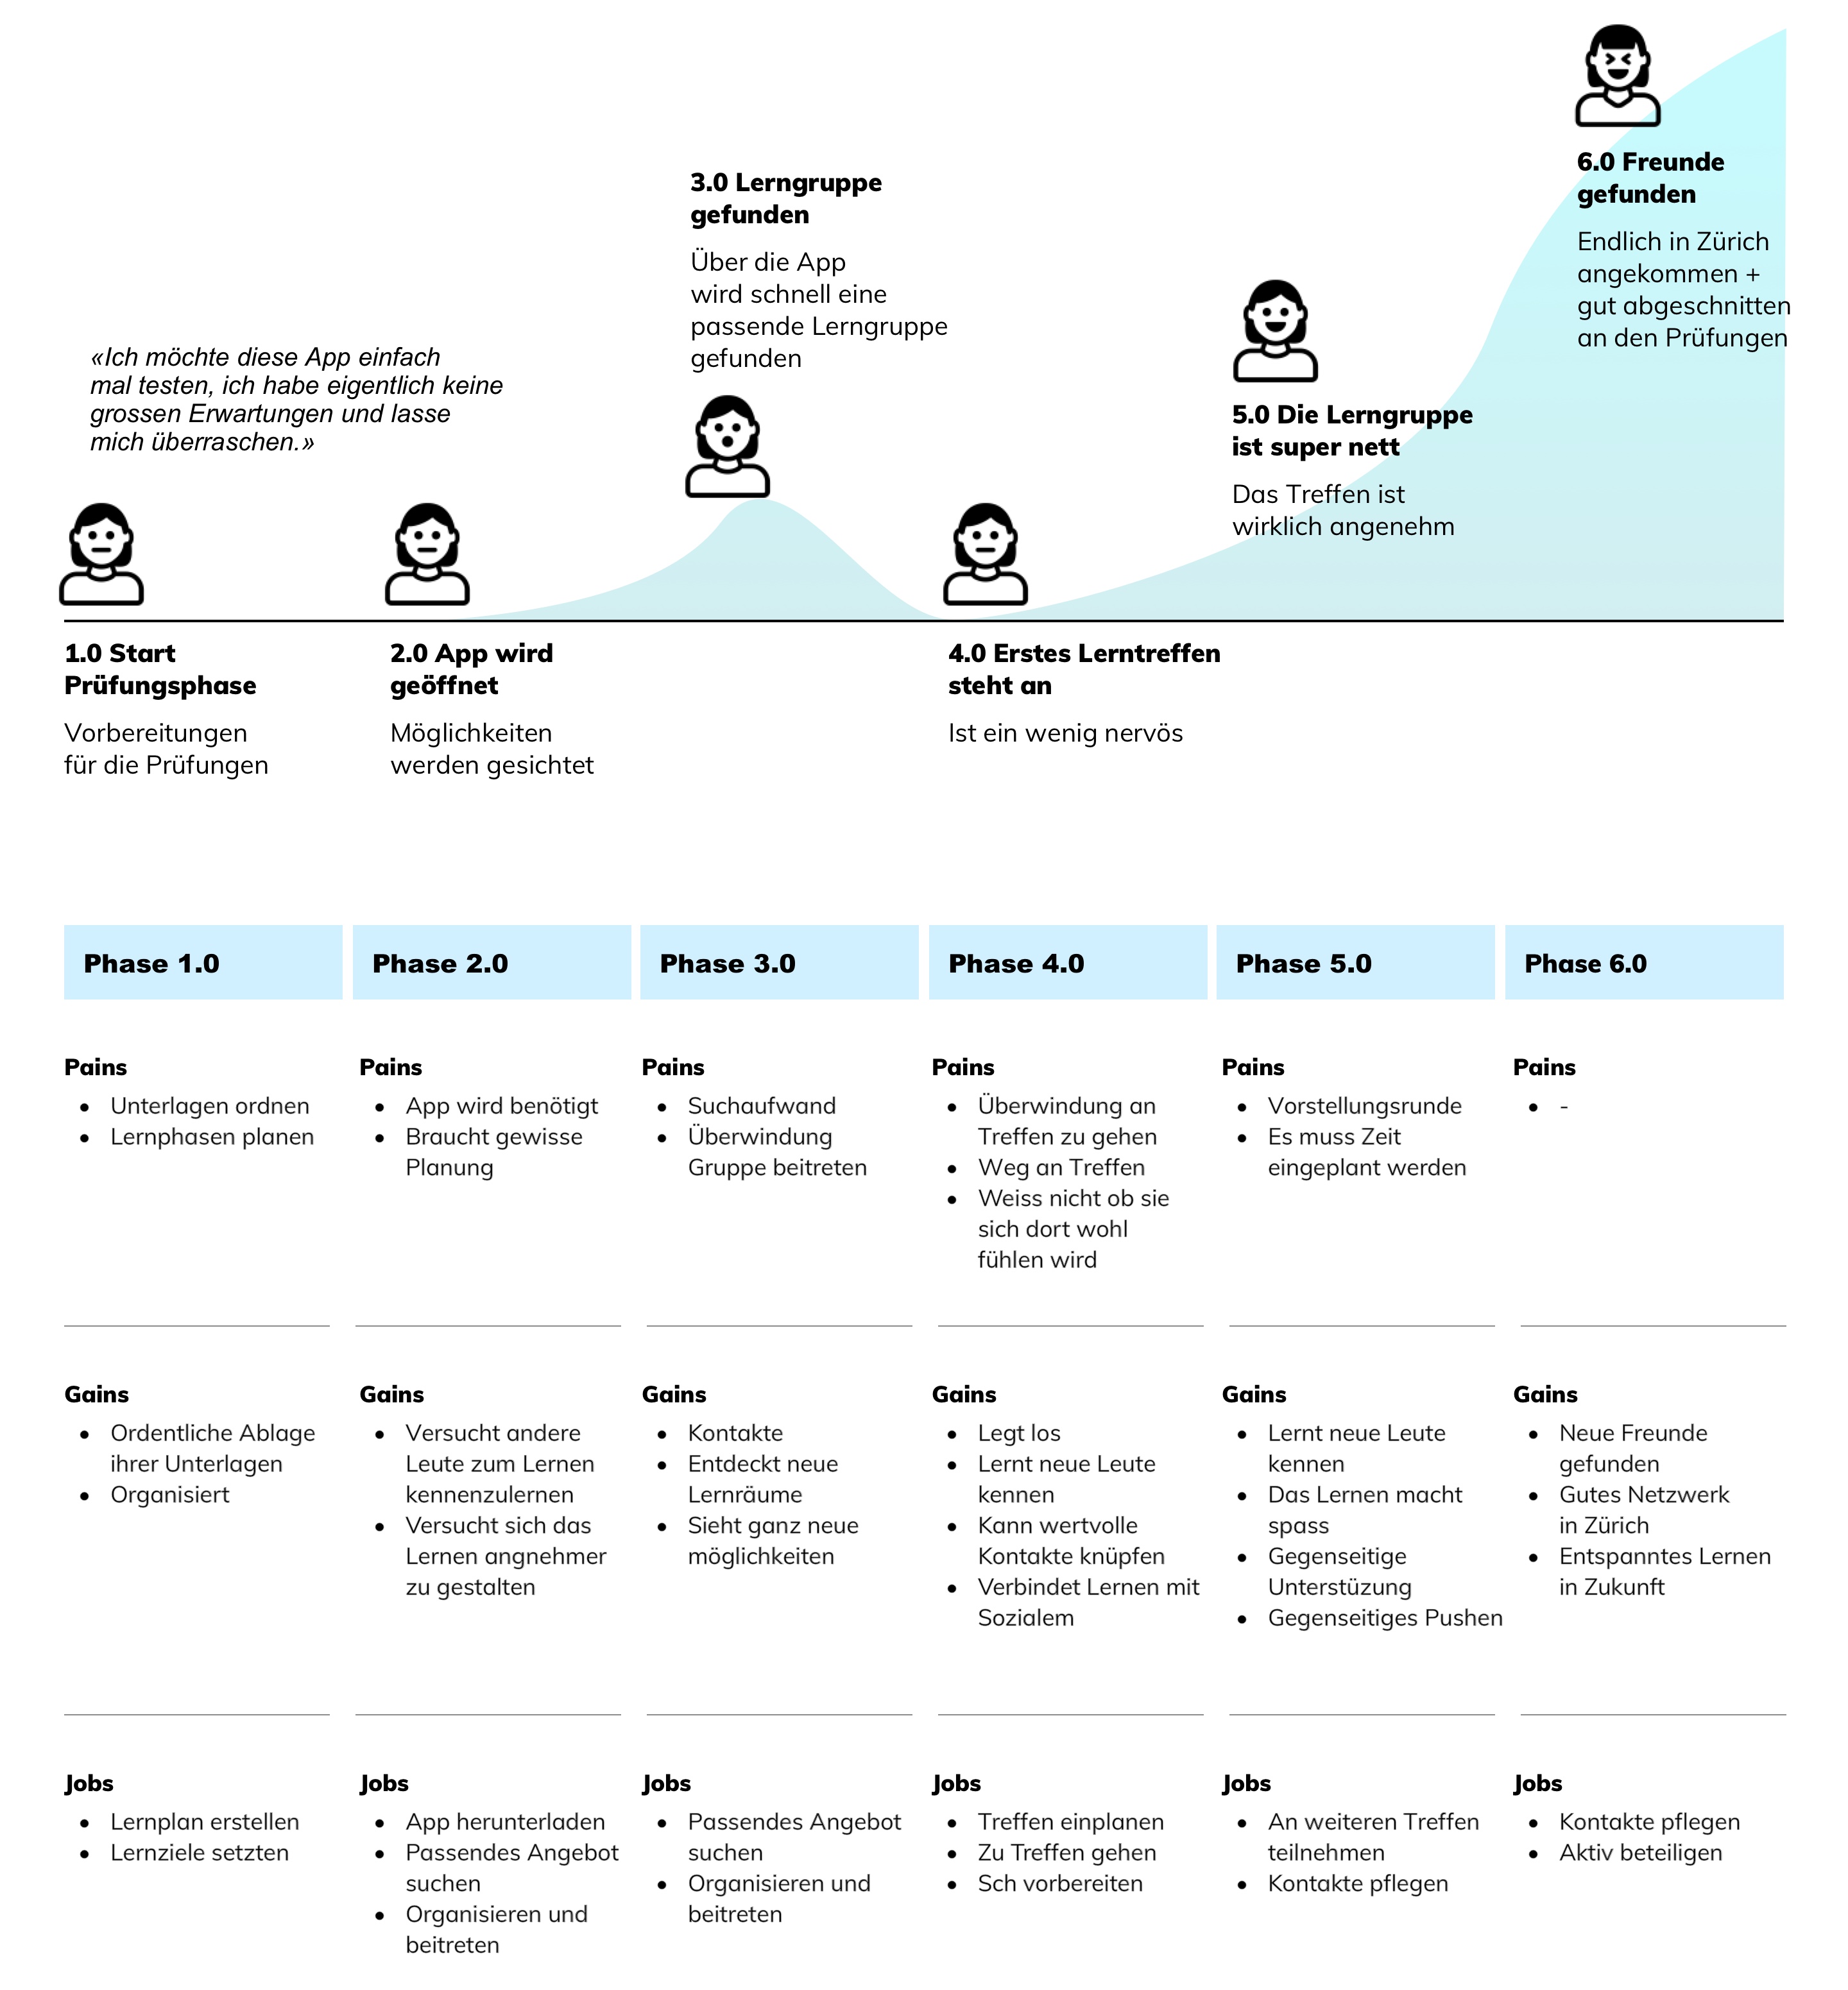 6.0 Freunde
gefunden
Endlich in Zürich
angekommen +
gut abgeschnitten
an den Prüfungen
3.0 Lerngruppe
gefunden
Über die App
wird schnell eine
passende Lerngruppe
gefunden
«Ich möchte diese App einfach
mal testen, ich habe eigentlich keine
grossen Erwartungen und lasse
mich überraschen.»
5.0 Die Lerngruppe
ist super nett
Das Treffen ist
wirklich angenehm
1.0 Start
Prüfungsphase
Vorbereitungen
für die Prüfungen
2.0 App wird
geöffnet
Möglichkeiten
werden gesichtet
4.0 Erstes Lerntreffen
steht an
Ist ein wenig nervös
Phase 1.0
Phase 2.0
Phase 3.0
Phase 4.0
Phase 5.0
Phase 6.0
Pains
• Unterlagen ordnen
• Lernphasen planen
Pains
• App wird benötigt
• Braucht gewisse
Planung
Pains
• Suchaufwand
• Überwindung
Gruppe beitreten
Pains
• Überwindung an
Treffen zu gehen
• Weg an Treffen
• Weiss nicht ob sie
sich dort wohl
fühlen wird
Pains
• Vorstellungsrunde
• Es muss Zeit
eingeplant werden
Pains
• -
Gains
• Ordentliche Ablage
ihrer Unterlagen
• Organisiert
Gains
• Versucht andere
Leute zum Lernen
kennenzulernen
• Versucht sich das
Lernen angnehmer
zu gestalten
Gains
• Kontakte
• Entdeckt neue
Lernräume
• Sieht ganz neue
möglichkeiten
Gains
• Legt los
• Lernt neue Leute
kennen
• Kann wertvolle
Kontakte knüpfen
• Verbindet Lernen mit
Sozialem
Gains
• Lernt neue Leute
kennen
• Das Lernen macht
spass
• Gegenseitige
Unterstüzung
• Gegenseitiges Pushen
Gains
• Neue Freunde
gefunden
• Gutes Netzwerk
in Zürich
• Entspanntes Lernen
in Zukunft
Jobs
• Lernplan erstellen
• Lernziele setzten
Jobs
• App herunterladen
• Passendes Angebot
suchen
• Organisieren und
beitreten
Jobs
• Passendes Angebot
suchen
• Organisieren und
beitreten
Jobs
• Treffen einplanen
• Zu Treffen gehen
• Sch vorbereiten
Jobs
• An weiteren Treffen
teilnehmen
• Kontakte pflegen
Jobs
• Kontakte pflegen
• Aktiv beteiligen